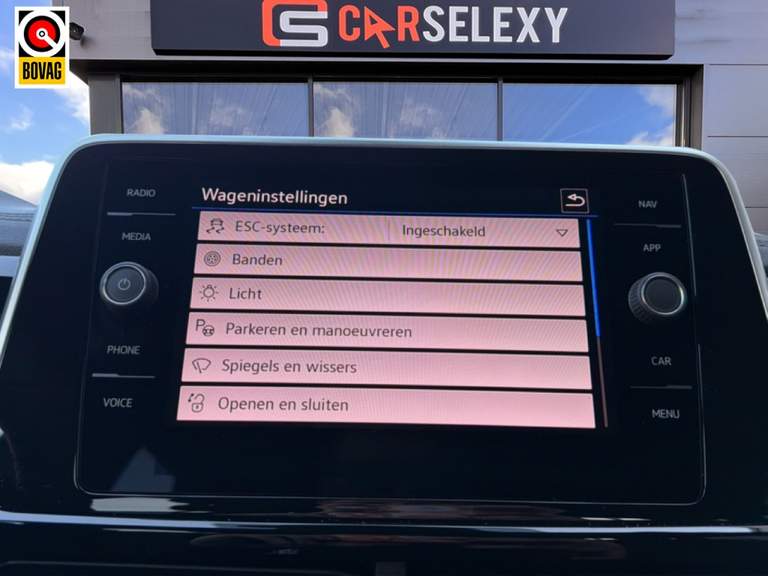 CS CARSELEXY
BOVAG
RADIO
MEDIA
PHONE
VOICE
Wageninstellingen
ESC-systeem: Ingeschakeld
Banden
Licht
Parkeren en manoeuvreren
Spiegels en wissers
Openen en sluiten
NAV
APP
CAR
MENU